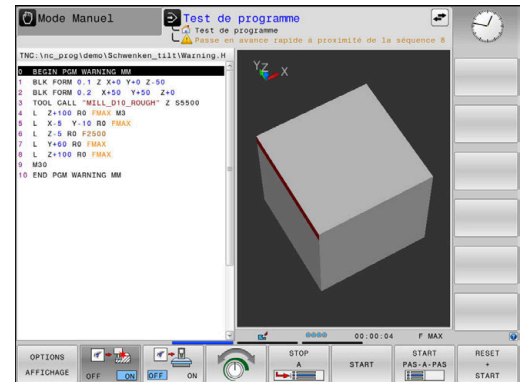 Mode Manuel
Test de programme
Test de programme
Passe en avance rapide à proximité de la séquence 8
TNC:\nc_prog\demo\Schwenken_tilt\Warning.H
0 BEGIN PGM WARNING MM
1 BLK FORM 0.1 Z X+0 Y+0 Z-50
2 BLK FORM 0.2 X+50 Y+50 Z+0
3 TOOL CALL "MILL_D10_ROUGH" Z S5500
4 L Z+100 R0 FMAX M3
5 L X-5 Y-10 R0 FMAX
6 L Z-5 R0 F2500
7 L Y+60 R0 FMAX
8 L Z+100 R0 FMAX
9 M30
10 END PGM WARNING MM
Y Z X
00:00:04 F MAX
OPTIONS
AFFICHAGE
OFF ON
OFF ON
STOP
A
START
START
PAS-A-PAS
RESET
+
START